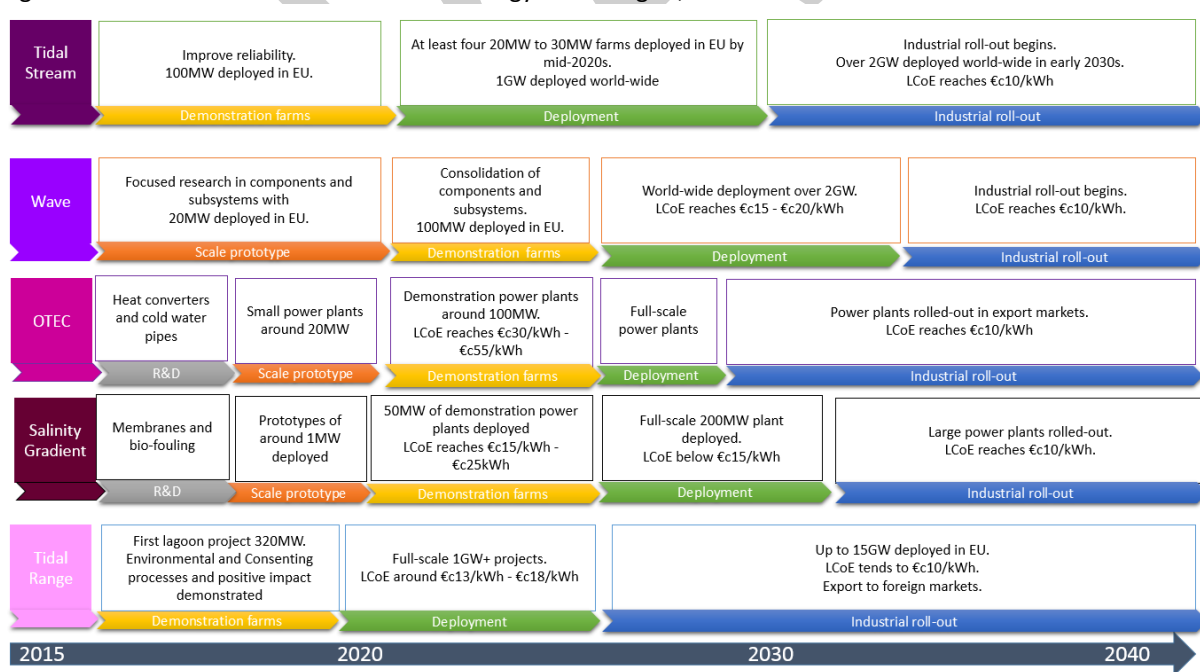 Tidal
Stream
Improve reliability.
100MW deployed in EU.
Demonstration farms
At least four 20MW to 30MW farms deployed in EU by
mid-2020s.
1GW deployed world-wide
Deployment
Industrial roll-out begins.
Over 2GW deployed world-wide in early 2030s.
LCoE reaches €c10/kWh
Industrial roll-out
Wave
Focused research in components and
subsystems with
20MW deployed in EU.
Scale prototype
Consolidation of
components and
subsystems.
100MW deployed in EU.
Demonstration farms
World-wide deployment over 2GW.
LCoE reaches €c15 - €c20/kWh
Deployment
Industrial roll-out begins.
LCoE reaches €c10/kWh.
Industrial roll-out
OTEC
Heat converters
and cold water
pipes
R&D
Small power plants
around 20MW
Scale prototype
Demonstration power plants
around 100MW.
LCoE reaches €c30/kWh -
€c55/kWh
Demonstration farms
Full-scale
power plants
Deployment
Power plants rolled-out in export markets.
LCoE reaches €c10/kWh
Industrial roll-out
Salinity
Gradient
Membranes and
bio-fouling
R&D
Prototypes of
around 1MW
deployed
Scale prototype
50MW of demonstration power
plants deployed
LCoE reaches €c15/kWh -
€c25kWh
Demonstration farms
Full-scale 200MW plant
deployed.
LCoE below €c15/kWh
Deployment
Large power plants rolled-out.
LCoE reaches €c10/kWh.
Industrial roll-out
Tidal
Range
First lagoon project 320MW.
Environmental and Consenting
processes and positive impact
demonstrated
Demonstration farms
Full-scale 1GW+ projects.
LCoE around €c13/kWh - €c18/kWh
Deployment
Up to 15GW deployed in EU.
LCoE tends to €c10/kWh.
Export to foreign markets.
Industrial roll-out
2015
2020
2030
2040